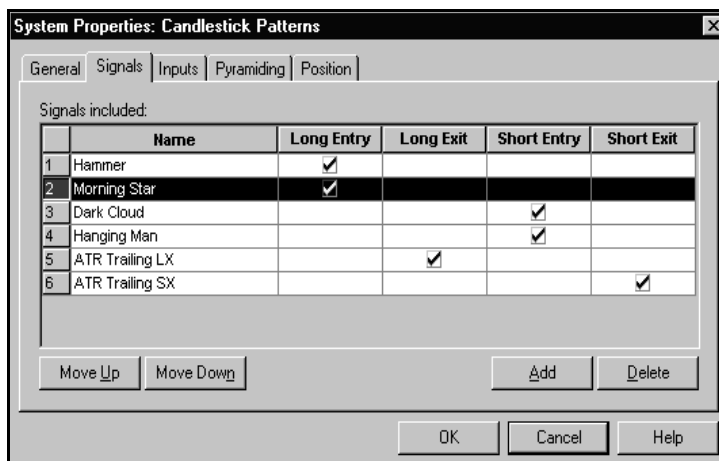 System Properties: Candlestick Patterns
General Signals Inputs Pyramiding Position
Signals included:
Name Long Entry Long Exit Short Entry Short Exit
1 Hammer
2 Morning Star
3 Dark Cloud
4 Hanging Man
5 ATR Trailing LX
6 ATR Trailing SX
Move Up Move Down Add Delete
OK Cancel Help